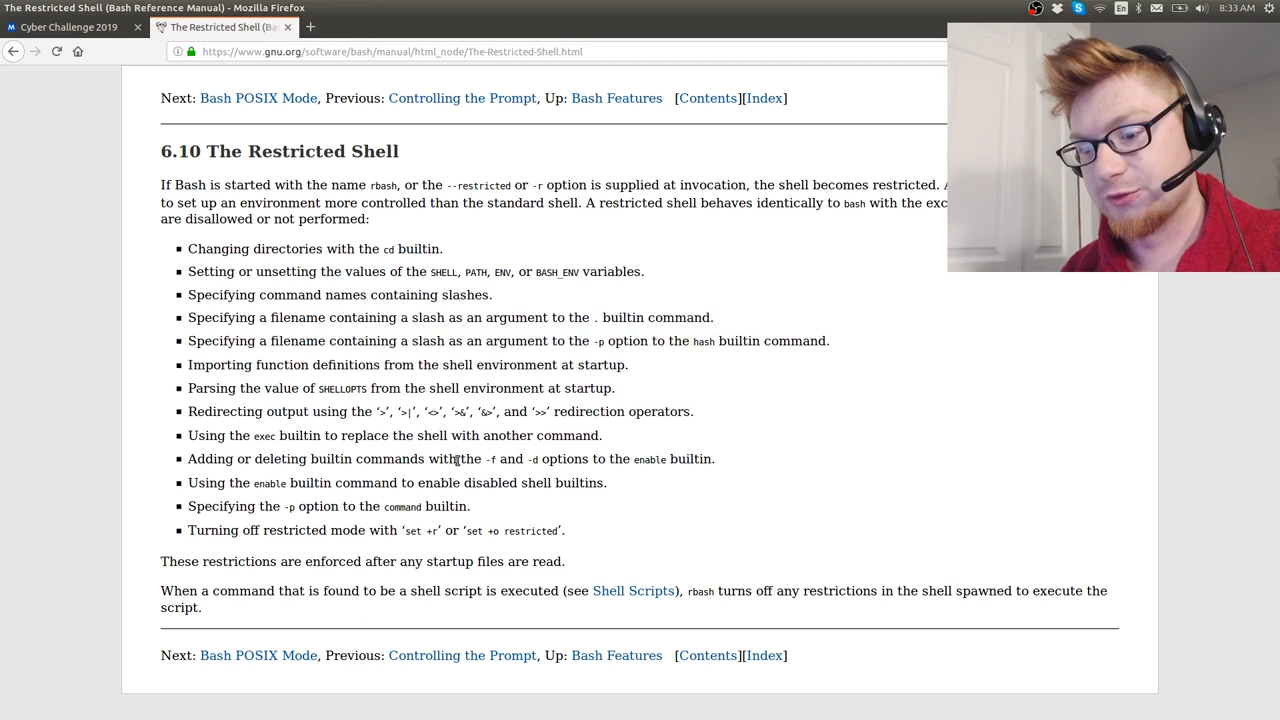 The Restricted Shell (Bash Reference Manual) - Mozilla Firefox
En
8:33 AM
Cyber Challenge 2019
The Restricted Shell (Ba
https://www.gnu.org/software/bash/manual/html_node/The-Restricted-Shell.html
Next: Bash POSIX Mode, Previous: Controlling the Prompt, Up: Bash Features [Contents][Index]
6.10 The Restricted Shell
If Bash is started with the name rbash, or the --restricted or -r option is supplied at invocation, the shell becomes restricted.
to set up an environment more controlled than the standard shell. A restricted shell behaves identically to bash with the
are disallowed or not performed:
Changing directories with the cd builtin.
Setting or unsetting the values of the SHELL, PATH, ENV, or BASH_ENV variables.
Specifying command names containing slashes.
Specifying a filename containing a slash as an argument to the . builtin command.
Specifying a filename containing a slash as an argument to the -p option to the hash builtin command.
Importing function definitions from the shell environment at startup.
Parsing the value of SHELLOPTS from the shell environment at startup.
Redirecting output using the ‘>’, ‘>|’, ‘<>’, ‘>&’, ‘&>’, and ‘>>’ redirection operators.
Using the exec builtin to replace the shell with another command.
Adding or deleting builtin commands with the -f and -d options to the enable builtin.
Using the enable builtin command to enable disabled shell builtins.
Specifying the -p option to the command builtin.
Turning off restricted mode with ‘set +r’ or ‘set +o restricted’.
These restrictions are enforced after any startup files are read.
When a command that is found to be a shell script is executed (see Shell Scripts), rbash turns off any restrictions in the shell spawned to execute the
script.
Next: Bash POSIX Mode, Previous: Controlling the Prompt, Up: Bash Features [Contents][Index]